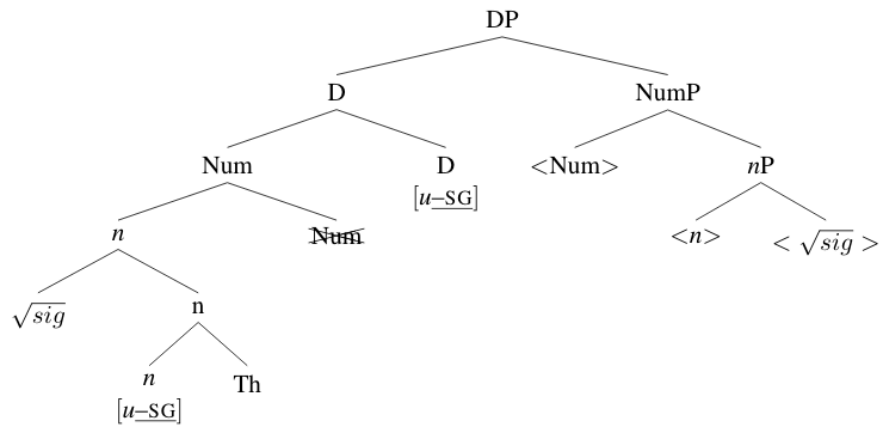 DP
D NumP
Num D <Num> nP
[u–SG]
n Num <n> < √sig >
√sig n
n Th
[u–SG]